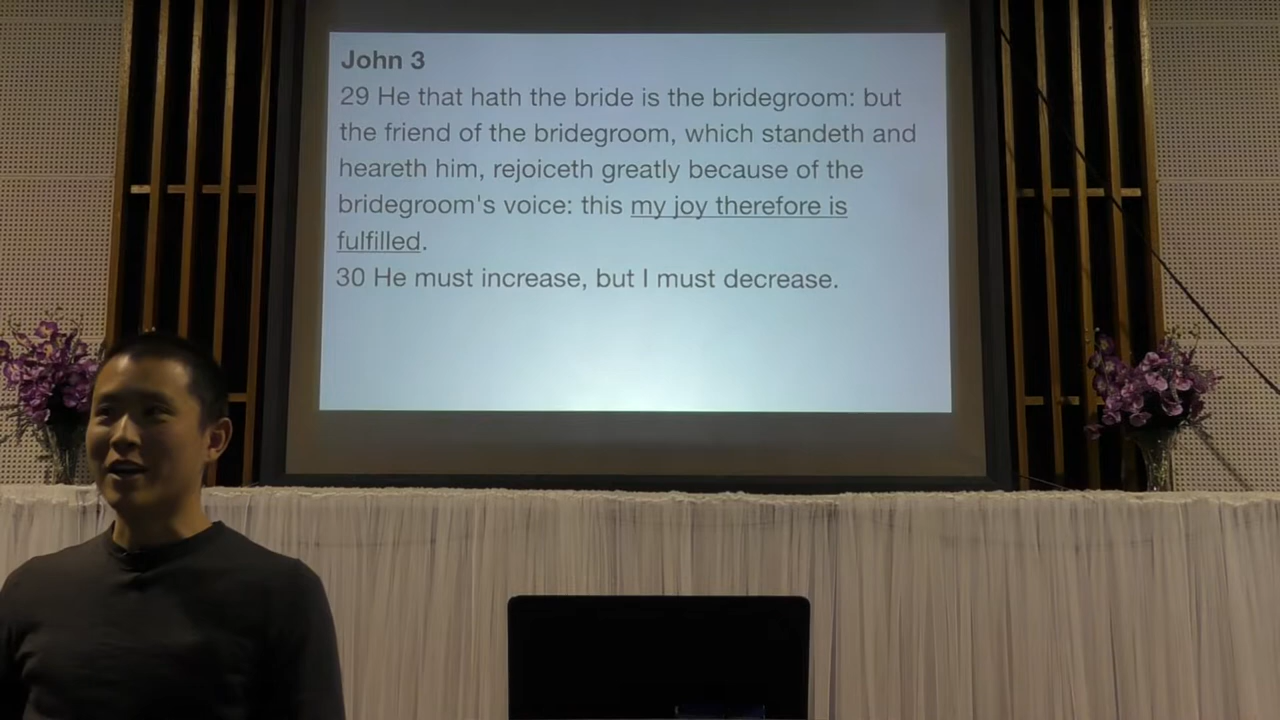 John 3
29 He that hath the bride is the bridegroom: but
the friend of the bridegroom, which standeth and
heareth him, rejoiceth greatly because of the
bridegroom's voice: this my joy therefore is
fulfilled.
30 He must increase, but I must decrease.